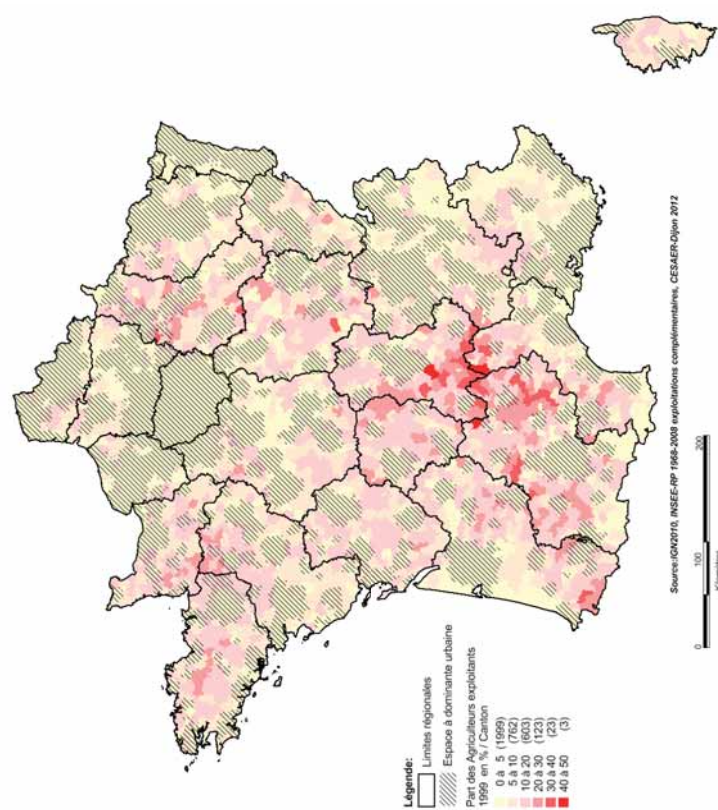 Légende:
Limites régionales
Espace à dominante urbaine
Part des Agriculteurs exploitants
1999 en % / Canton
0 à 5 (1999)
5 à 10 (762)
10 à 20 (603)
20 à 30 (123)
30 à 40 (23)
40 à 50 (3)
0 100 200
Kilomètres
Source:IGN2010, INSEE-RP 1968-2008 exploitations complémentaires, CESAER-Dijon 2012